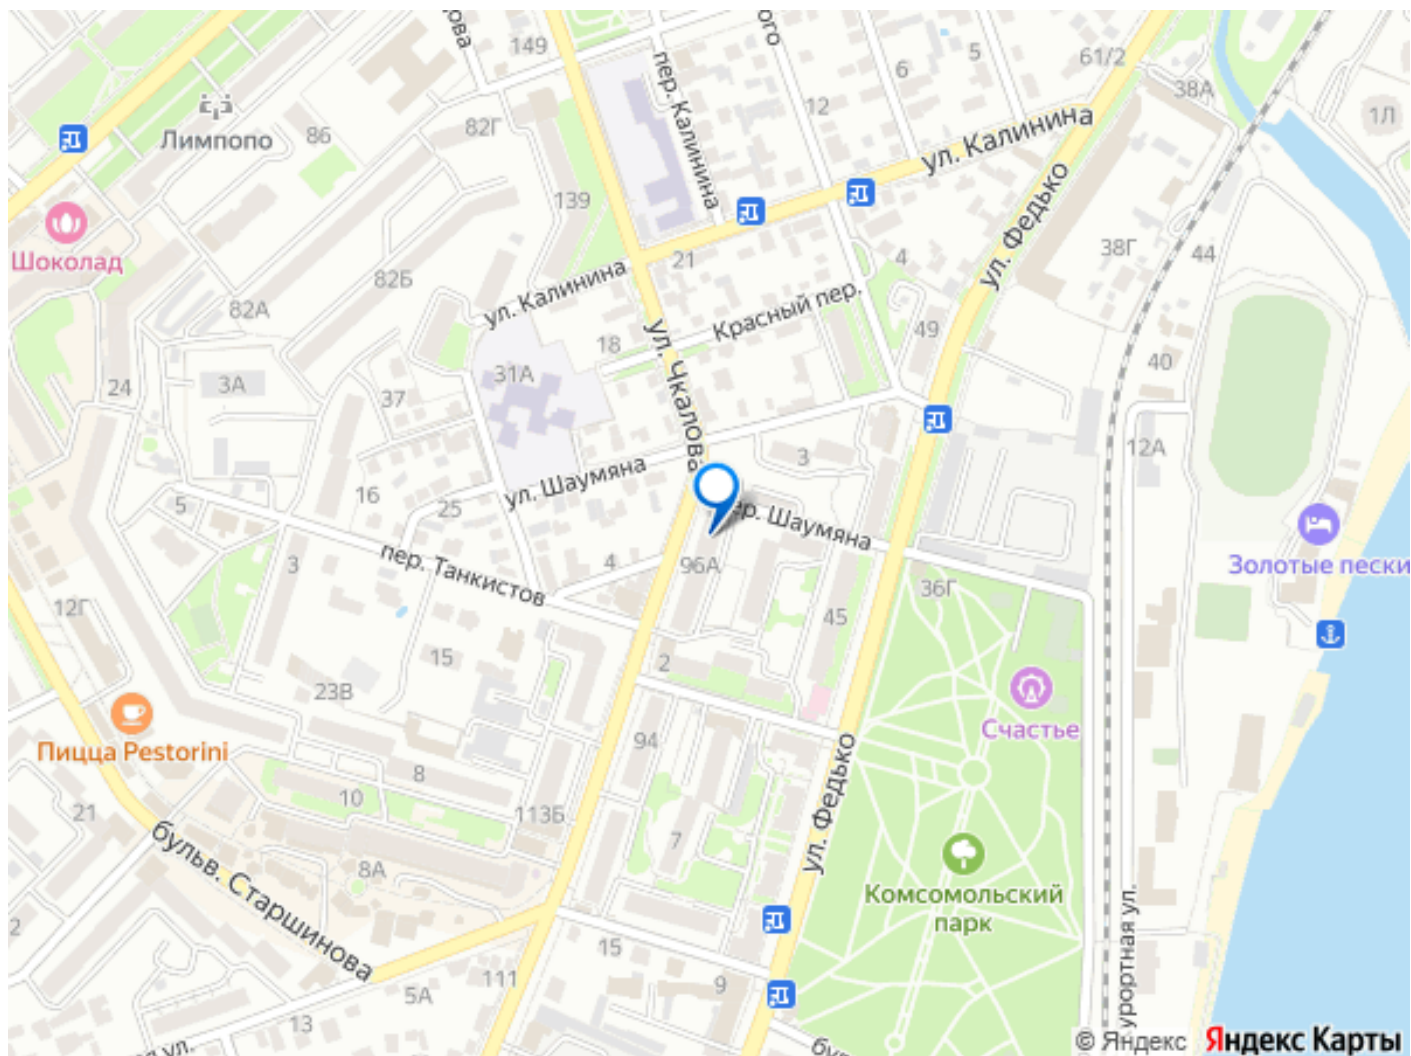 149
ул. Калинина
61/2
5
6
38А
12
1Л
Лимпопо
86
82Г
пер. Калинина
ул. Федько
139
Шоколад
82Б
82А
ул. Калинина
21
4
38Г
44
Красный пер.
49
18
ул. Чкалова
31А
3А
24
37
40
12А
3
ул. Шаумяна
16
25
5
пер. Шаумяна
Золотые пески
пер. Танкистов
3
4
96А
36Г
12Г
45
15
2
23В
Счастье
Пицца Pestorini
94
8
10
113Б
21
7
ул. Федько
бульв. Старшинова
8А
Комсомольский
парк
2
15
111
9
5А
13
урортная ул.
ул.
бу
© Яндекс
Яндекс Карты